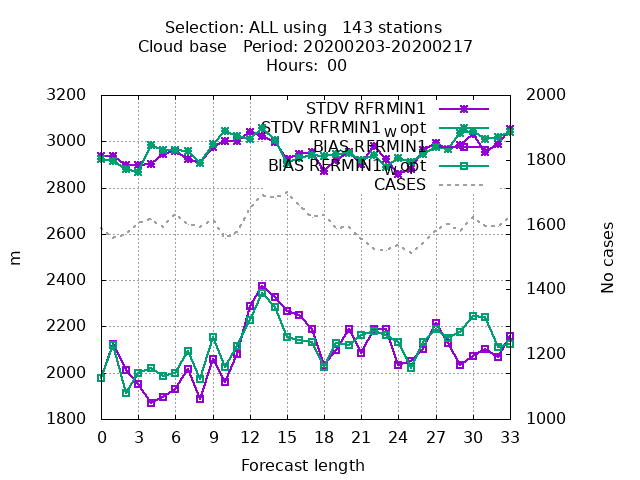 Selection: ALL using   143 stations
Cloud base   Period: 20200203-20200217
Hours: 00
3200
3000
2800
2600
2400
2200
2000
1800
m
2000
1800
1600
1400
1200
1000
No cases
STDV RFRMIN1
STDV RFRMIN1wopt
BIAS RFRMIN1
BIAS RFRMIN1wopt
CASES
0 3 6 9 12 15 18 21 24 27 30 33
Forecast length